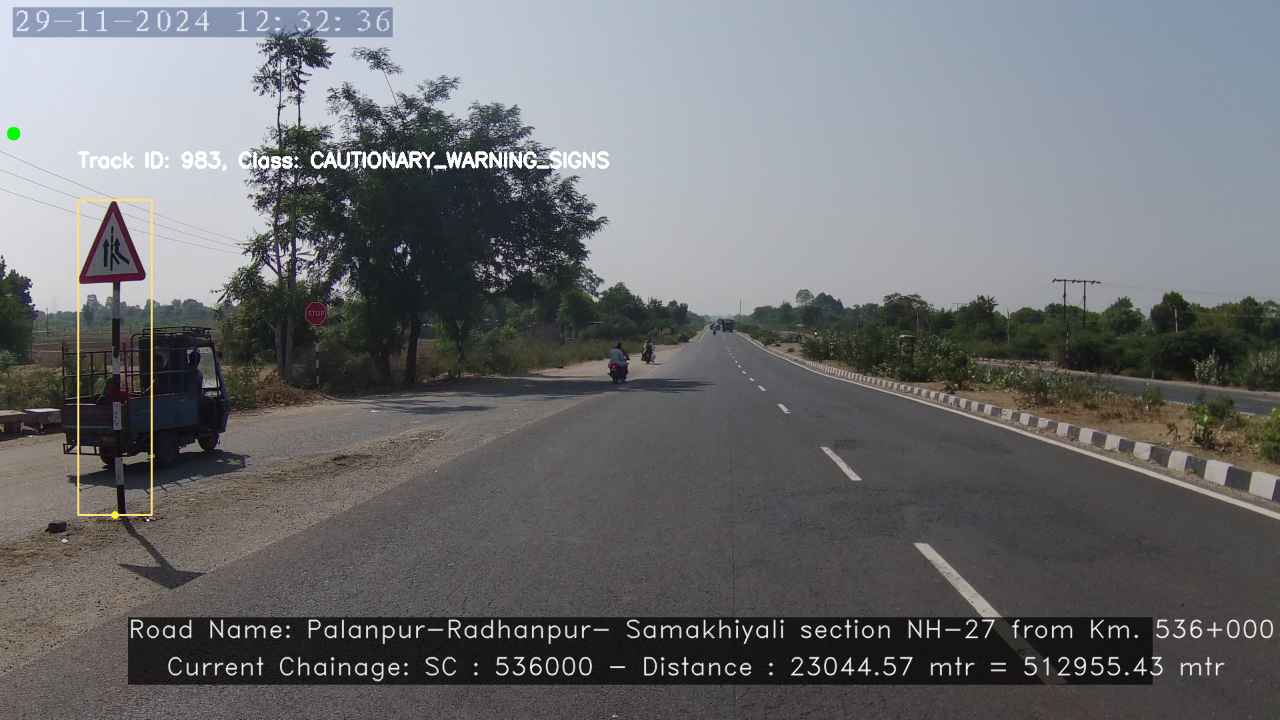 29-11-2024 12:32:36
Track ID: 983, Class: CAUTIONARY_WARNING_SIGNS
STOP
Road Name: Palanpur-Radhanpur- Samakhiyali section NH-27 from Km. 536+000
Current Chainage: SC : 536000 - Distance : 23044.57 mtr = 512955.43 mtr